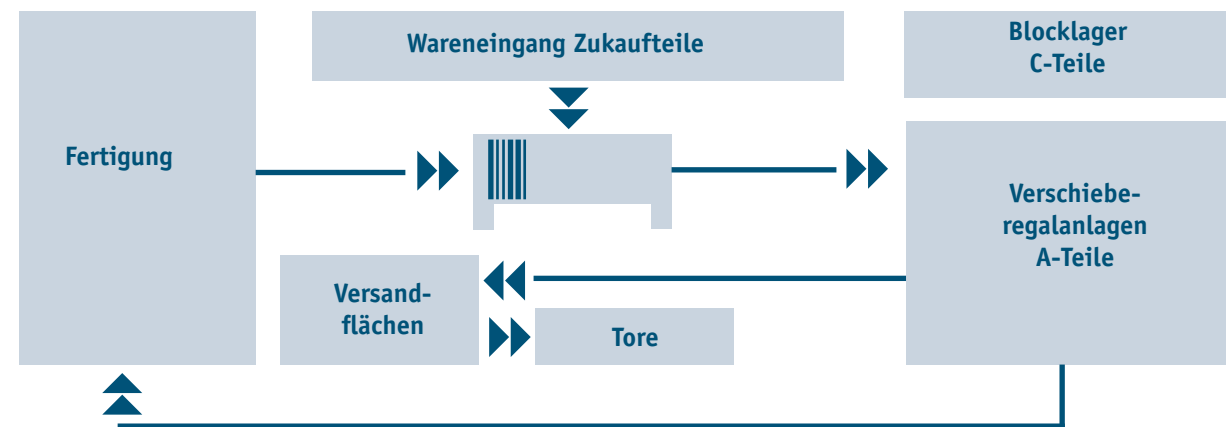 Wareneingang Zukaufteile
Blocklager
C-Teile
Fertigung
Verschiebe-
regalanlagen
A-Teile
Versand-
flächen
Tore